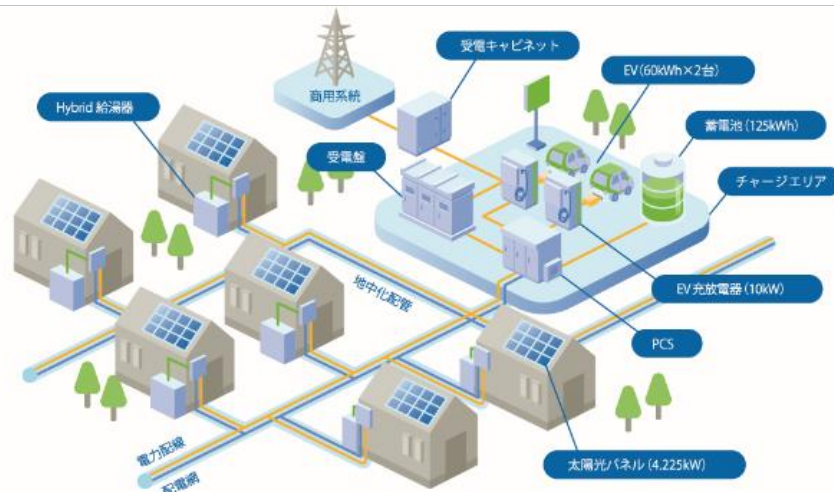 受電キャビネット
商用系統
EV(60kWh×2台)
Hybrid 給湯器
蓄電池(125kWh)
受電盤
チャージエリア
地中化配管
EV充放電器(10kW)
PCS
電力配線
太陽光パネル(4.225kW)
配電網